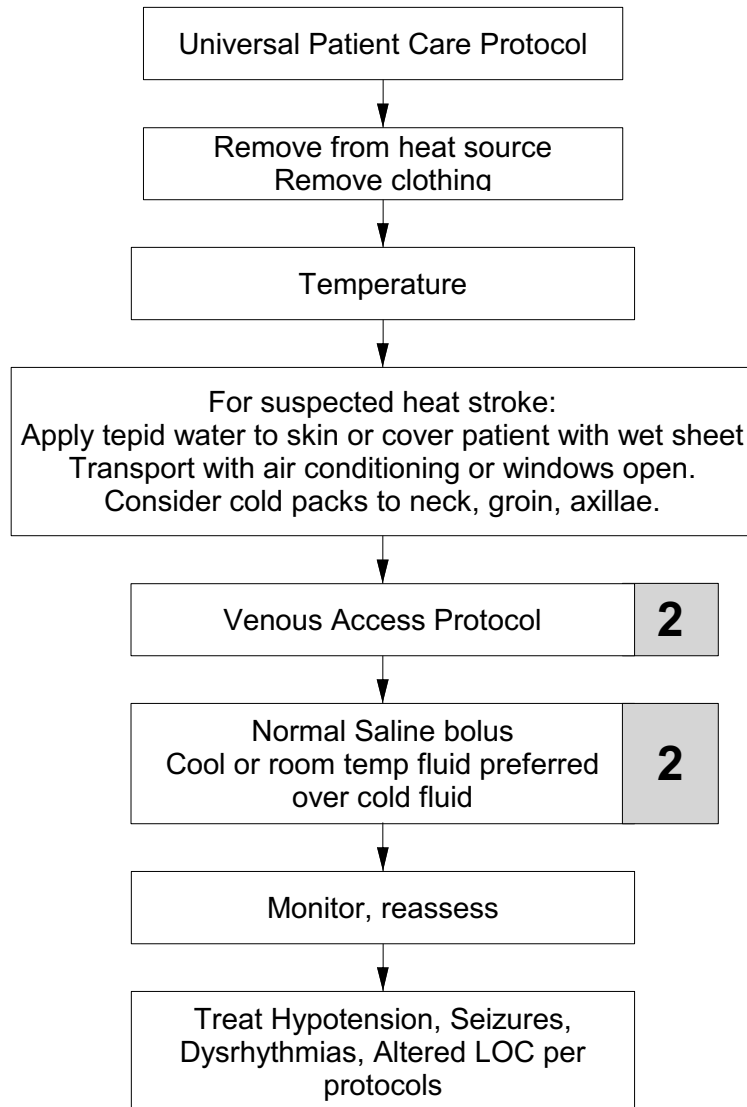 Universal Patient Care Protocol
Remove from heat source
Remove clothing
Temperature
For suspected heat stroke:
Apply tepid water to skin or cover patient with wet sheet
Transport with air conditioning or windows open.
Consider cold packs to neck, groin, axillae.
Venous Access Protocol
2
Normal Saline bolus
Cool or room temp fluid preferred
over cold fluid
2
Monitor, reassess
Treat Hypotension, Seizures,
Dysrhythmias, Altered LOC per
protocols